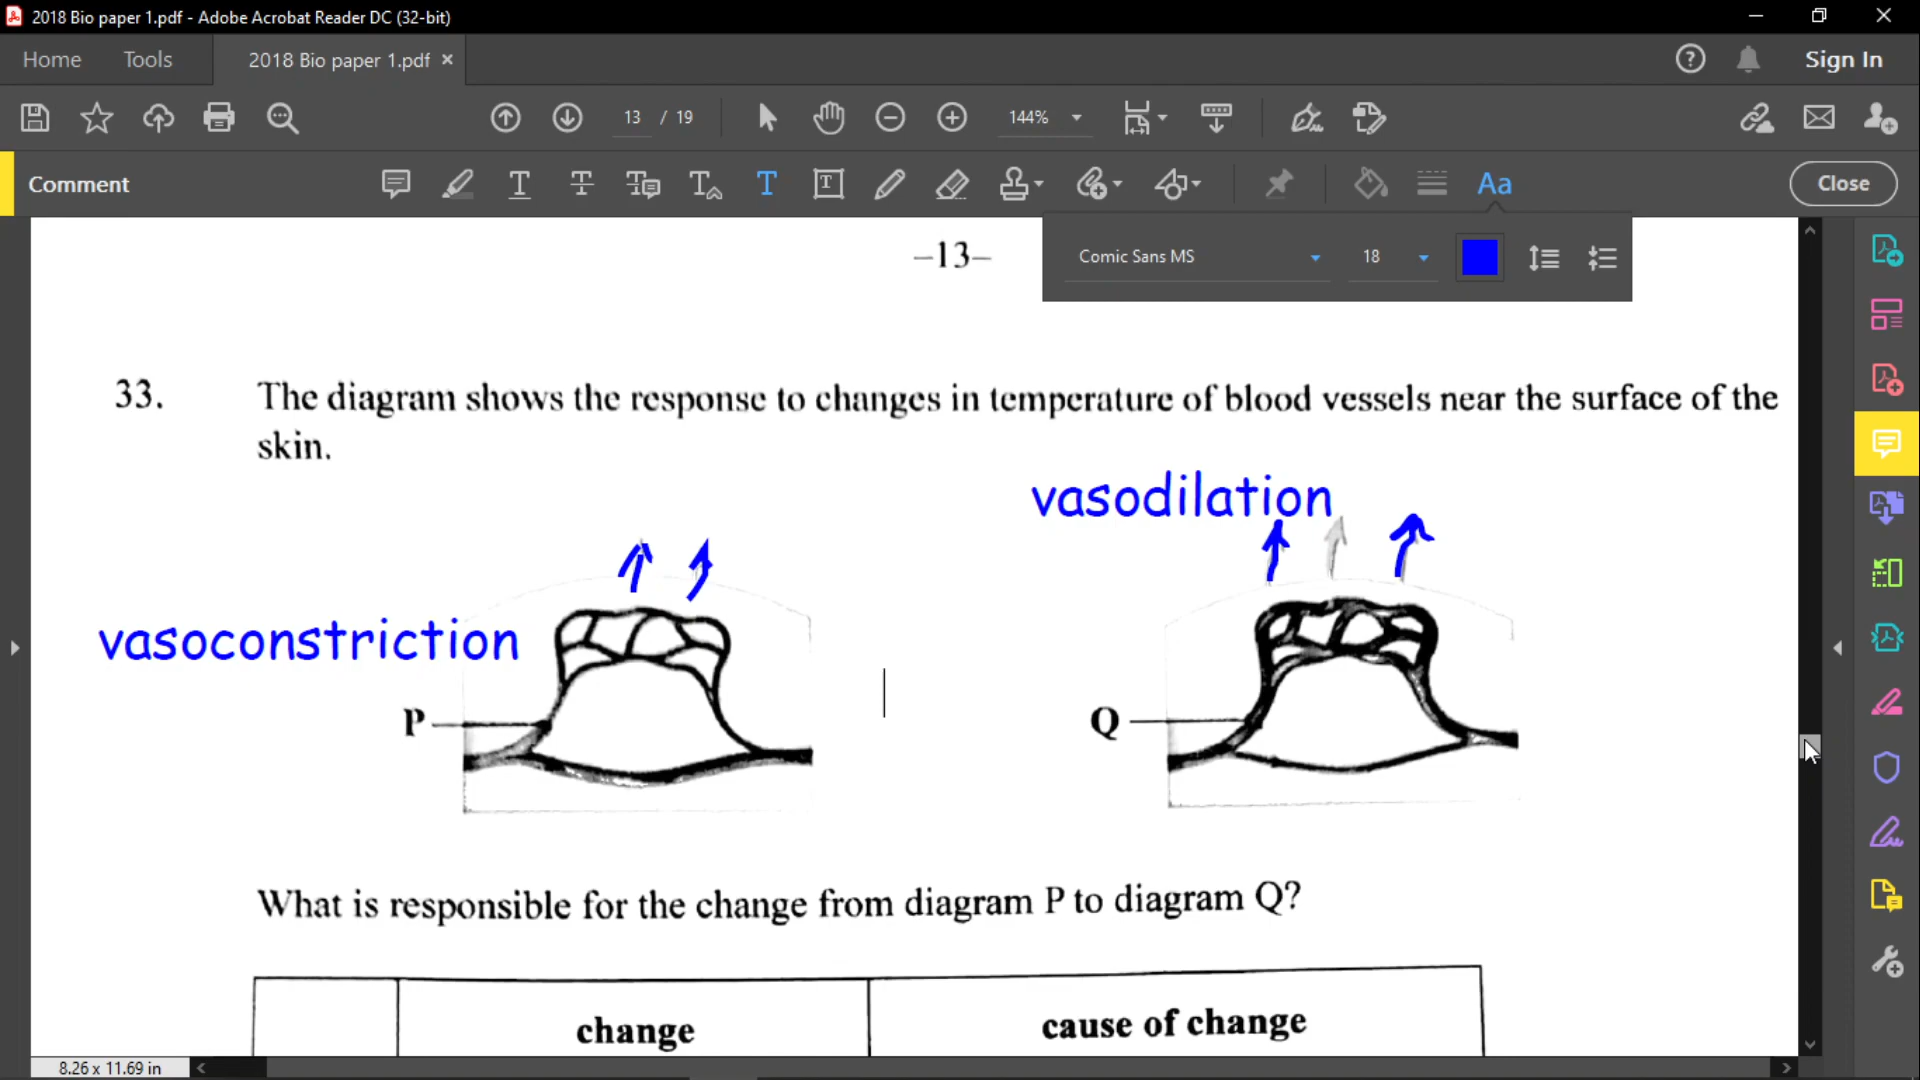 2018 Bio paper 1.pdf - Adobe Acrobat Reader DC (32-bit)
Home Tools 2018 Bio paper 1.pdf × Sign In
13 / 19 144%
Comment Close
Comic Sans MS 18
–13–
33. The diagram shows the response to changes in temperature of blood vessels near the surface of the
skin.
vasodilation
vasoconstriction
P
Q
What is responsible for the change from diagram P to diagram Q?
change cause of change
8.26 x 11.69 in